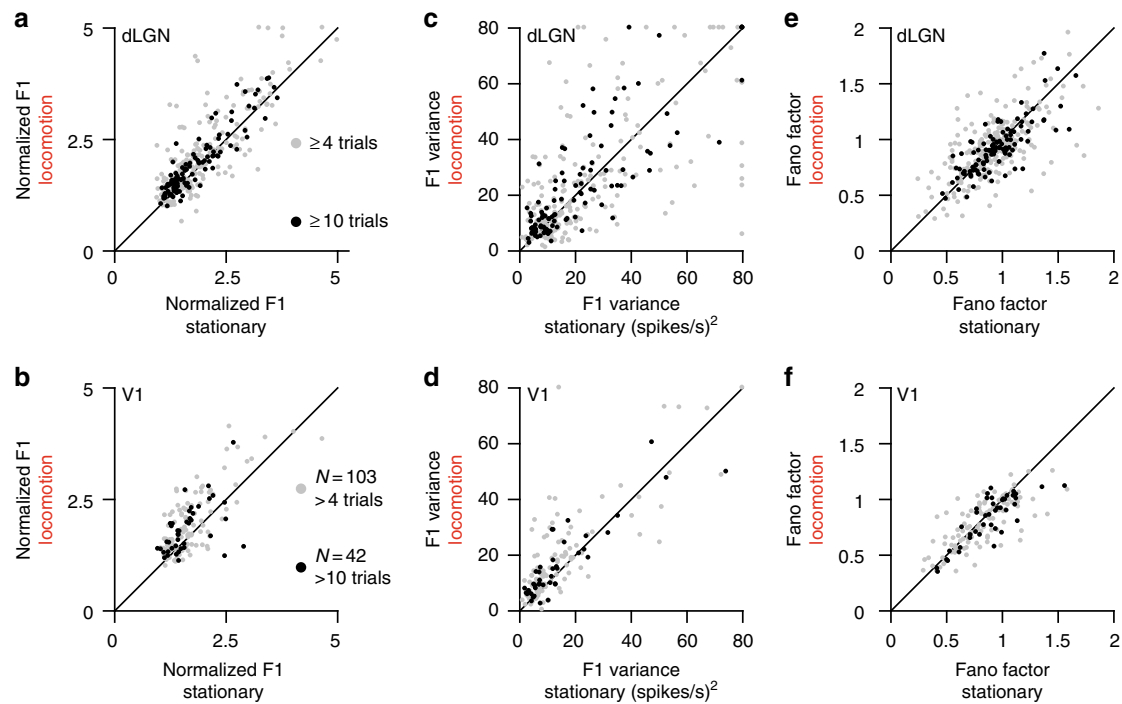 a
dLGN
5
2.5
0
0
2.5
5
Normalized F1
locomotion
Normalized F1
stationary
≥4 trials
≥10 trials
c
dLGN
80
60
40
20
0
0
20
40
60
80
F1 variance
locomotion
F1 variance
stationary (spikes/s)²
e
dLGN
2
1.5
1
0.5
0
0
0.5
1
1.5
2
Fano factor
locomotion
Fano factor
stationary
b
V1
5
2.5
0
0
2.5
5
Normalized F1
locomotion
Normalized F1
stationary
N=103
>4 trials
N=42
>10 trials
d
V1
80
60
40
20
0
0
20
40
60
80
F1 variance
locomotion
F1 variance
stationary (spikes/s)²
f
V1
2
1.5
1
0.5
0
0
0.5
1
1.5
2
Fano factor
locomotion
Fano factor
stationary